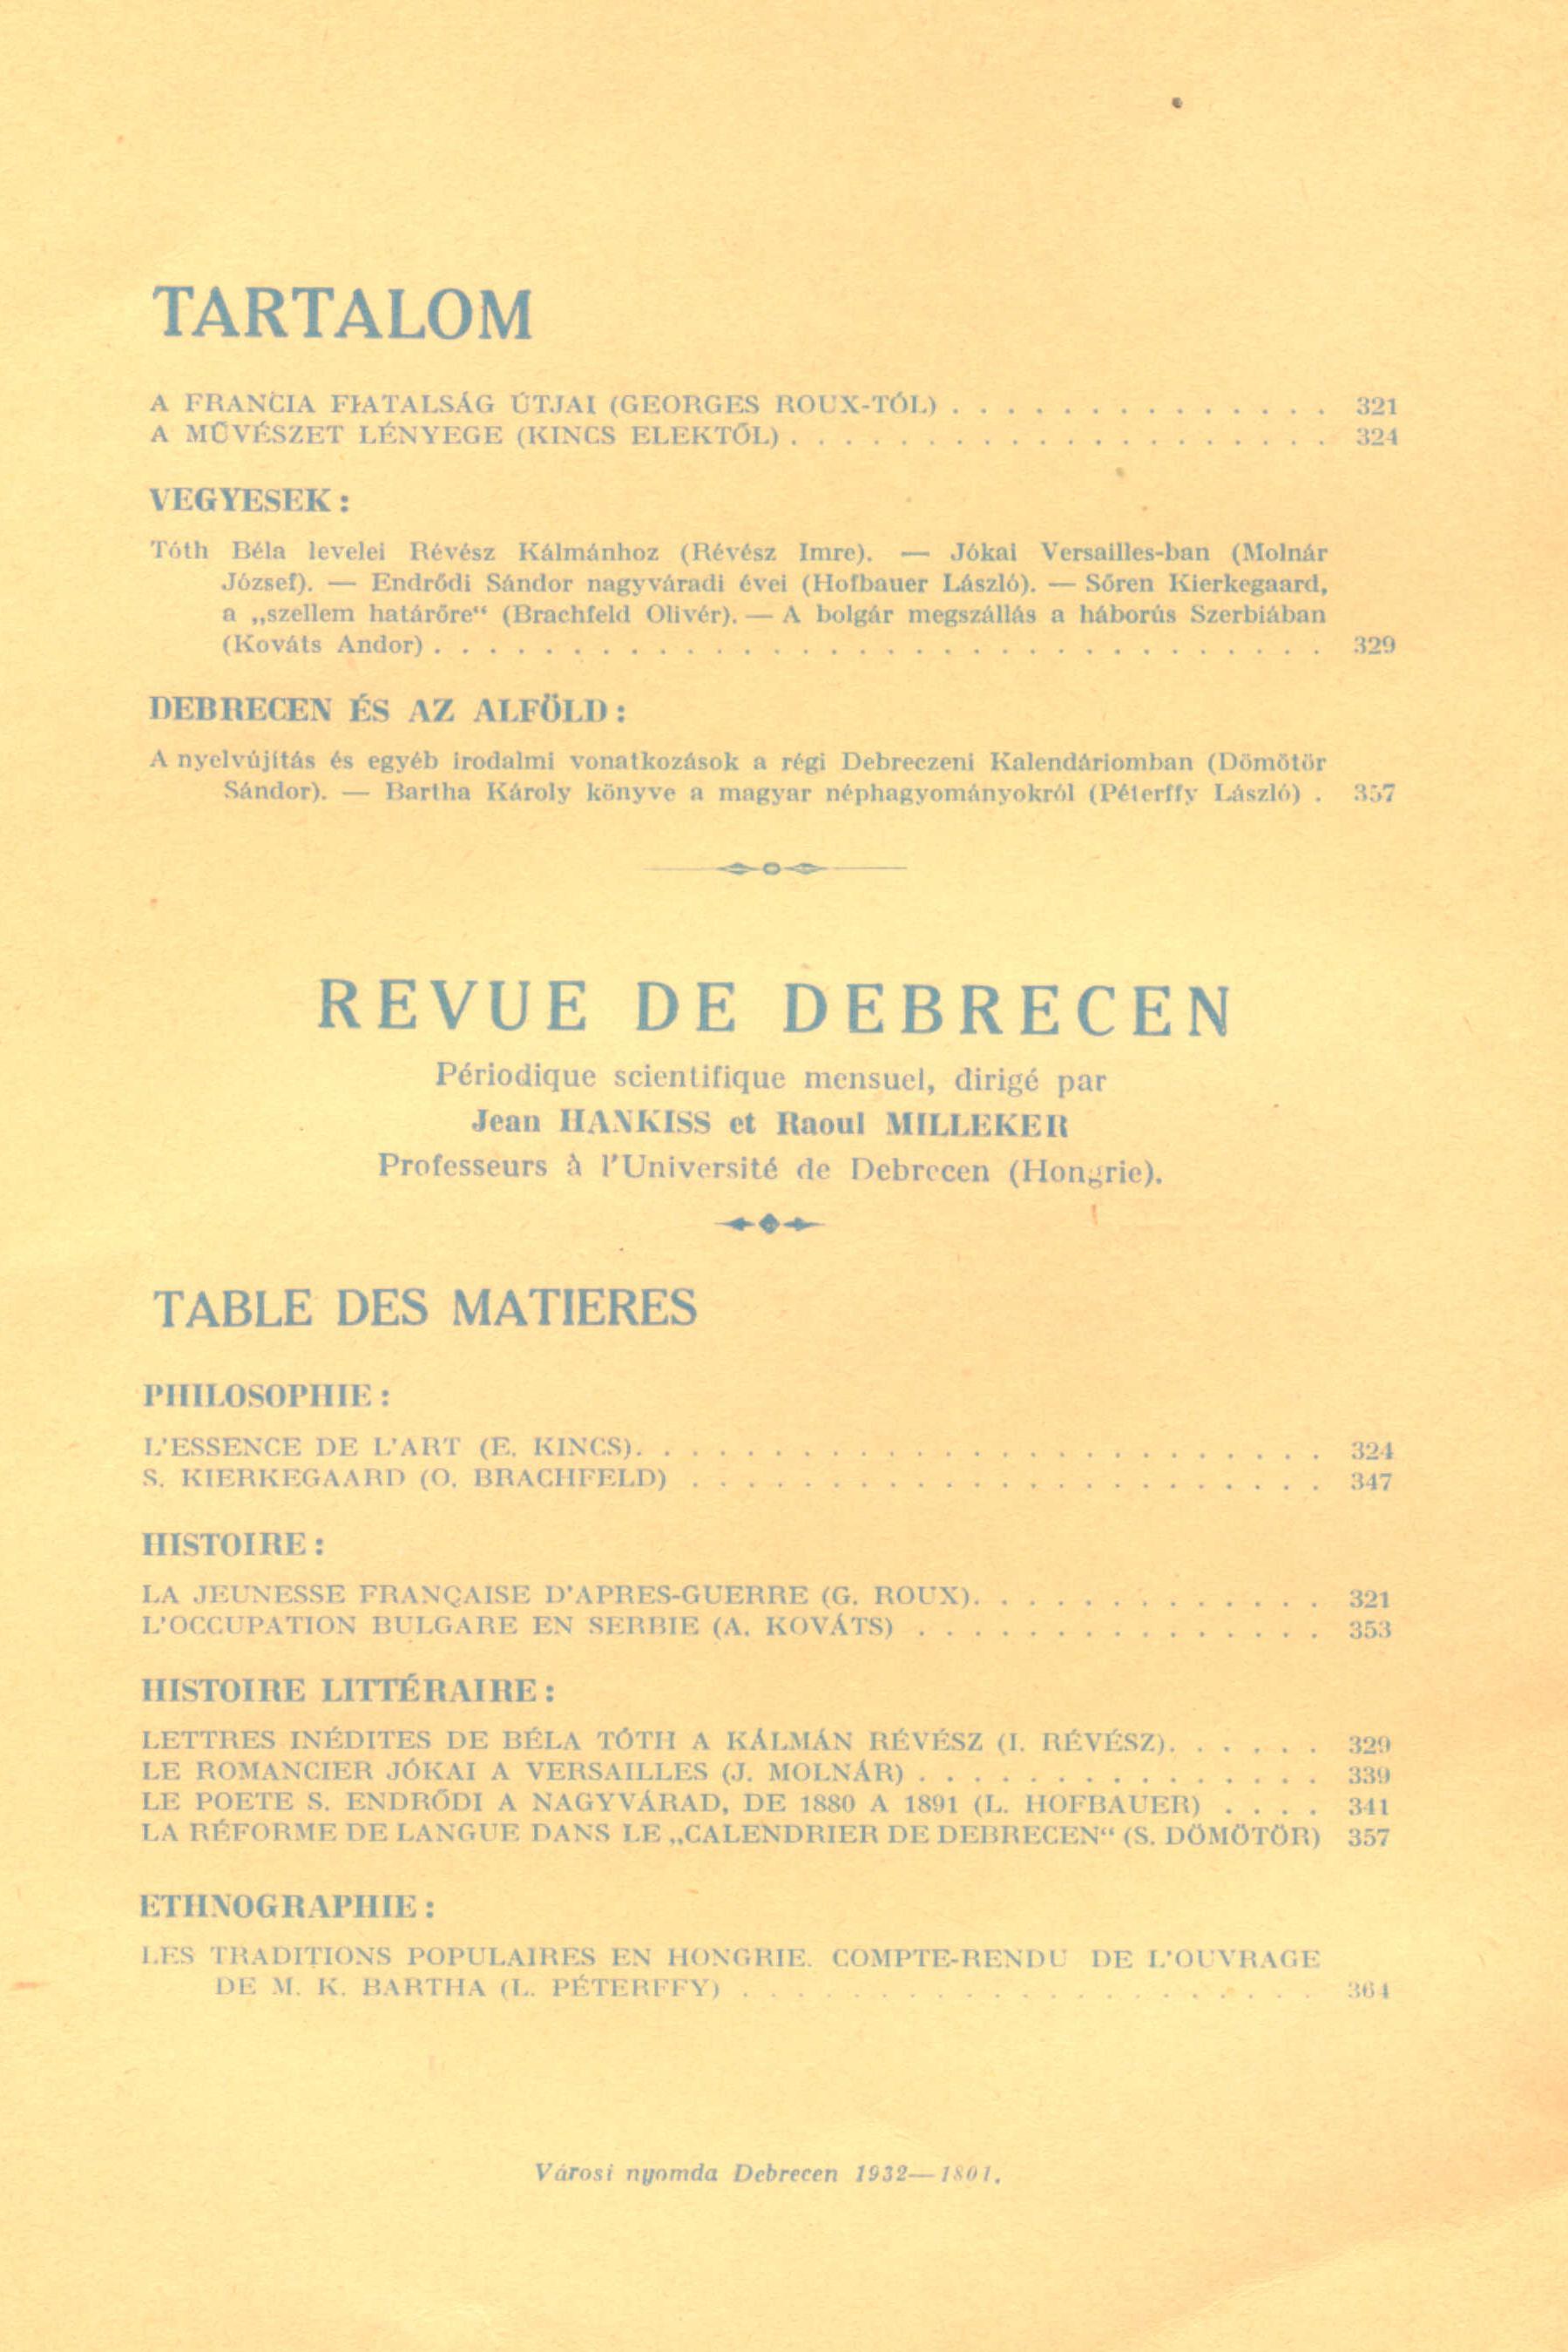 TARTALOM
A FRANCIA FIATALSÁG ÚTJAI (GEORGES ROUX-TÓL) . . . . . . . . . . . . . . 321
A MŰVÉSZET LÉNYEGE (KINCS ELEKTŐL) . . . . . . . . . . . . . . . . . . . . 324
VEGYESEK :
Tóth Béla levelei Révész Kálmánhoz (Révész Imre). — Jókai Versailles-ban (Molnár
József). — Endrődi Sándor nagyváradi évei (Hofbauer László). — Sőren Kierkegaard,
a „szellem határőre“ (Brachfeld Olivér). — A bolgár megszállás a háborús Szerbiában
(Kováts Andor) . . . . . . . . . . . . . . . . . . . . . . . . . . . . . . . . 329
DEBRECEN ÉS AZ ALFÖLD :
A nyelvújítás és egyéb irodalmi vonatkozások a régi Debreczeni Kalendáriomban (Dömötör
Sándor). — Bartha Károly könyve a magyar néphagyományokról (Péterffy László) . 357
REVUE DE DEBRECEN
Périodique scientifique mensuel, dirigé par
Jean HANKISS et Raoul MILLEKER
Professeurs à l'Université de Debrecen (Hongrie).
TABLE DES MATIERES
PHILOSOPHIE :
L'ESSENCE DE L'ART (E. KINCS). . . . . . . . . . . . . . . . . . . . . . . . . 324
S. KIERKEGAARD (O. BRACHFELD) . . . . . . . . . . . . . . . . . . . . . . . 347
HISTOIRE :
LA JEUNESSE FRANÇAISE D'APRES-GUERRE (G. ROUX). . . . . . . . . . . . . 321
L'OCCUPATION BULGARE EN SERBIE (A. KOVÁTS) . . . . . . . . . . . . . . . 353
HISTOIRE LITTÉRAIRE :
LETTRES INÉDITES DE BÉLA TÓTH A KÁLMÁN RÉVÉSZ (I. RÉVÉSZ). . . . . . 329
LE ROMANCIER JÓKAI A VERSAILLES (J. MOLNÁR) . . . . . . . . . . . . . . . 339
LE POETE S. ENDRŐDI A NAGYVÁRAD, DE 1880 A 1891 (L. HOFBAUER) . . . . 341
LA RÉFORME DE LANGUE DANS LE „CALENDRIER DE DEBRECEN“ (S. DÖMÖTÖR) 357
ETHNOGRAPHIE :
LES TRADITIONS POPULAIRES EN HONGRIE. COMPTE-RENDU DE L'OUVRAGE
DE M. K. BARTHA (L. PÉTERFFY) . . . . . . . . . . . . . . . . . . . . . 364
Városi nyomda Debrecen 1932—1801.